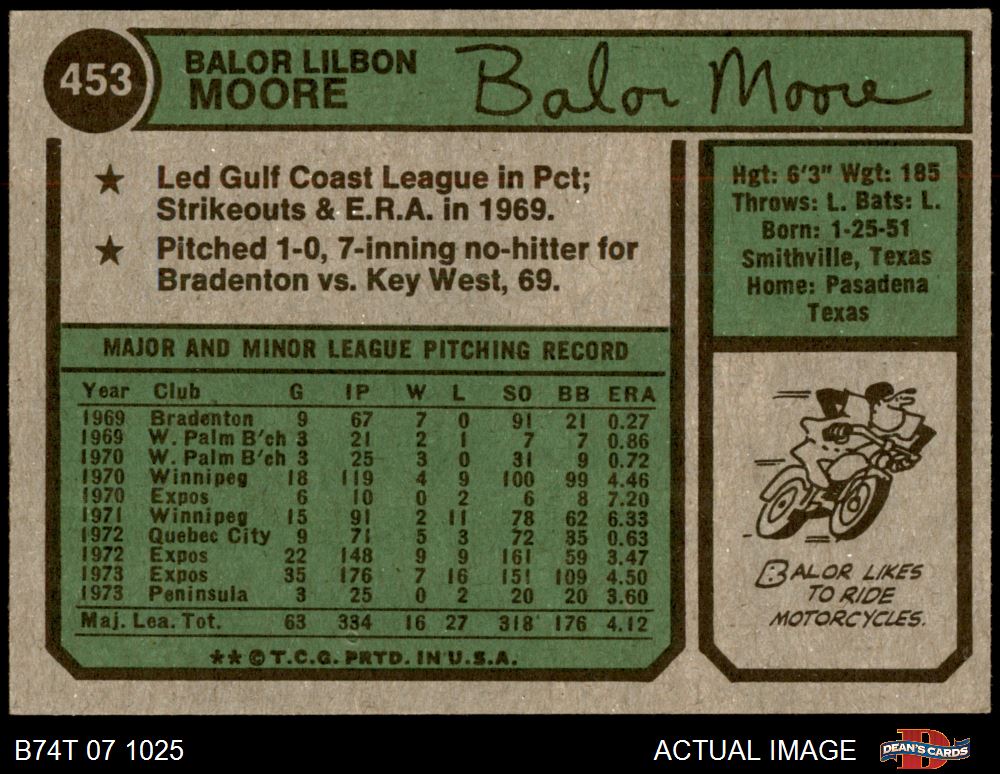 453
BALOR LILBON
MOORE
Balor Moore
★ Led Gulf Coast League in Pct;
Strikeouts & E.R.A. in 1969.
★ Pitched 1-0, 7-inning no-hitter for
Bradenton vs. Key West, 69.
Hgt: 6'3" Wgt: 185
Throws: L. Bats: L.
Born: 1-25-51
Smithville, Texas
Home: Pasadena
Texas
MAJOR AND MINOR LEAGUE PITCHING RECORD
Year Club G IP W L SO BB ERA
1969 Bradenton 9 67 7 0 91 21 0.27
1969 W. Palm B'ch 3 21 2 1 7 7 0.86
1970 W. Palm B'ch 3 25 3 0 31 9 0.72
1970 Winnipeg 18 119 4 9 100 99 4.46
1970 Expos 6 10 0 2 6 8 7.20
1971 Winnipeg 15 91 2 11 78 62 6.33
1972 Quebec City 9 71 5 3 72 35 0.63
1972 Expos 22 148 9 9 161 59 3.47
1973 Expos 35 176 7 16 151 109 4.50
1973 Peninsula 3 25 0 2 20 20 3.60
Maj. Lea. Tot. 63 334 16 27 318 176 4.12
** © T.C.G. PRTD. IN U.S.A.
BALOR LIKES
TO RIDE
MOTORCYCLES.
B74T 07 1025
ACTUAL IMAGE
DEAN'S CARDS